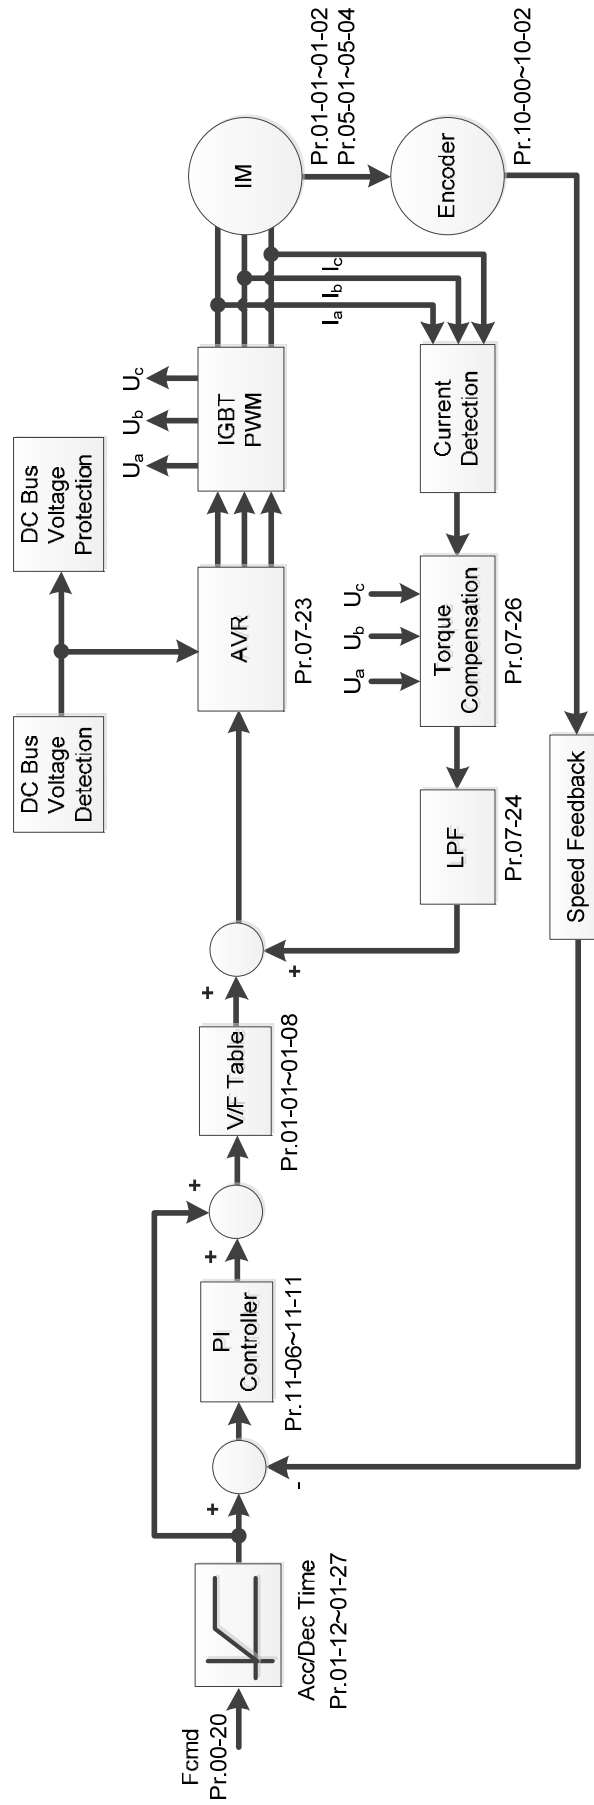 Fcmd
Pr.00-20
Acc/Dec Time
Pr.01-12~01-27
+
-
PI
Controller
Pr.11-06~11-11
+
+
V/F Table
Pr.01-01~01-08
+
+
DC Bus
Voltage
Detection
DC Bus
Voltage
Protection
AVR
Pr.07-23
Ua
Ub
Uc
IGBT
PWM
IM
Pr.01-01~01-02
Pr.05-01~05-04
Ia
Ib
Ic
Encoder
Pr.10-00~10-02
Current
Detection
Ua
Ub
Uc
Torque
Compensation
Pr.07-26
LPF
Pr.07-24
Speed Feedback